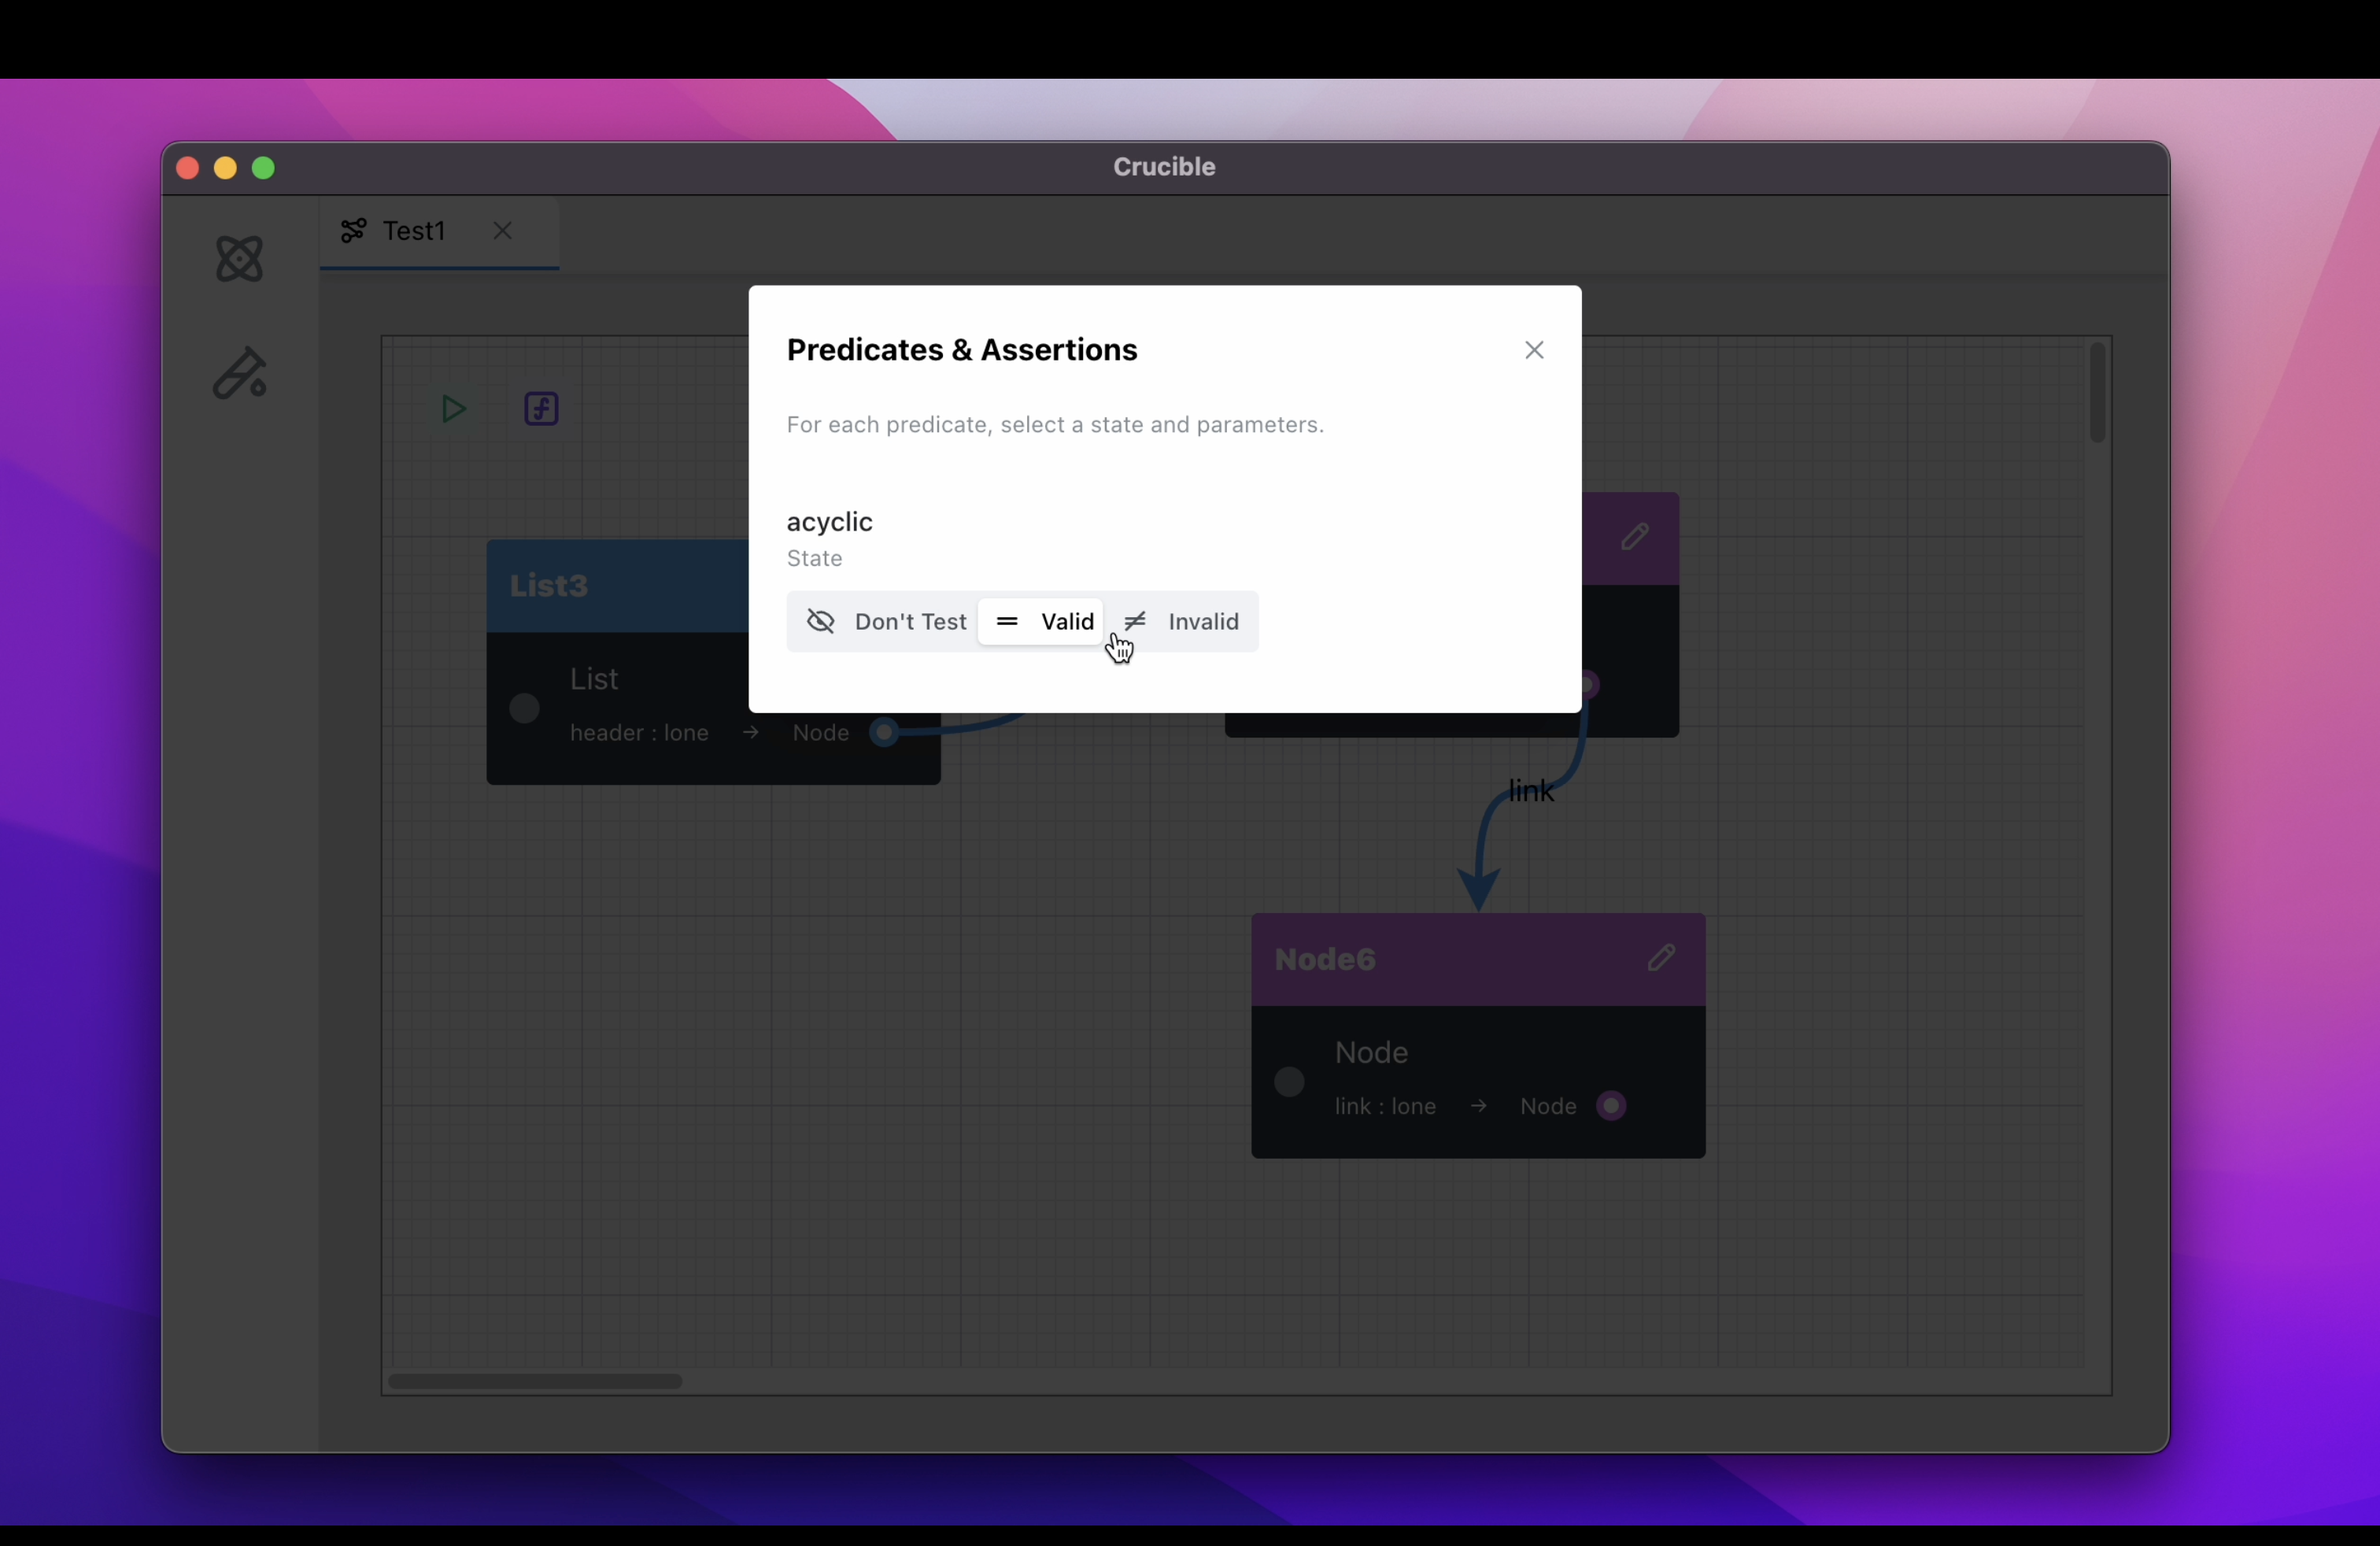 Crucible
Test1
Predicates & Assertions
For each predicate, select a state and parameters.
acyclic
State
Don't Test
Valid
Invalid
List3
List
header : lone → Node
link
Node6
Node
link : lone → Node